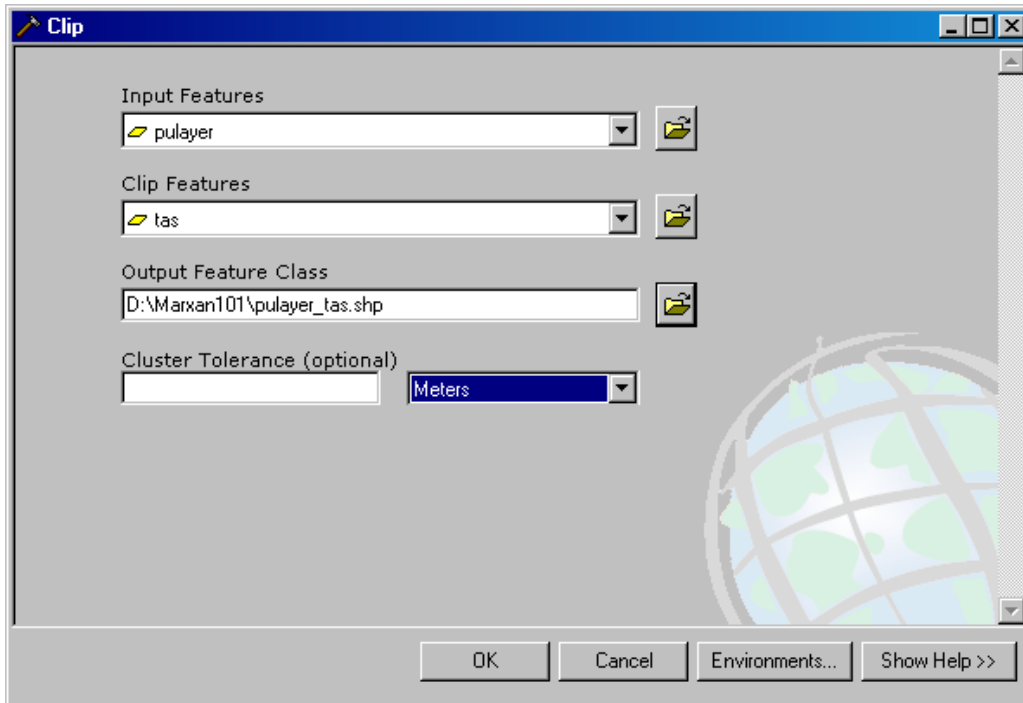 Clip
Input Features
pulayer
Clip Features
tas
Output Feature Class
D:\Marxan101\pulayer_tas.shp
Cluster Tolerance (optional)
Meters
OK Cancel Environments... Show Help >>